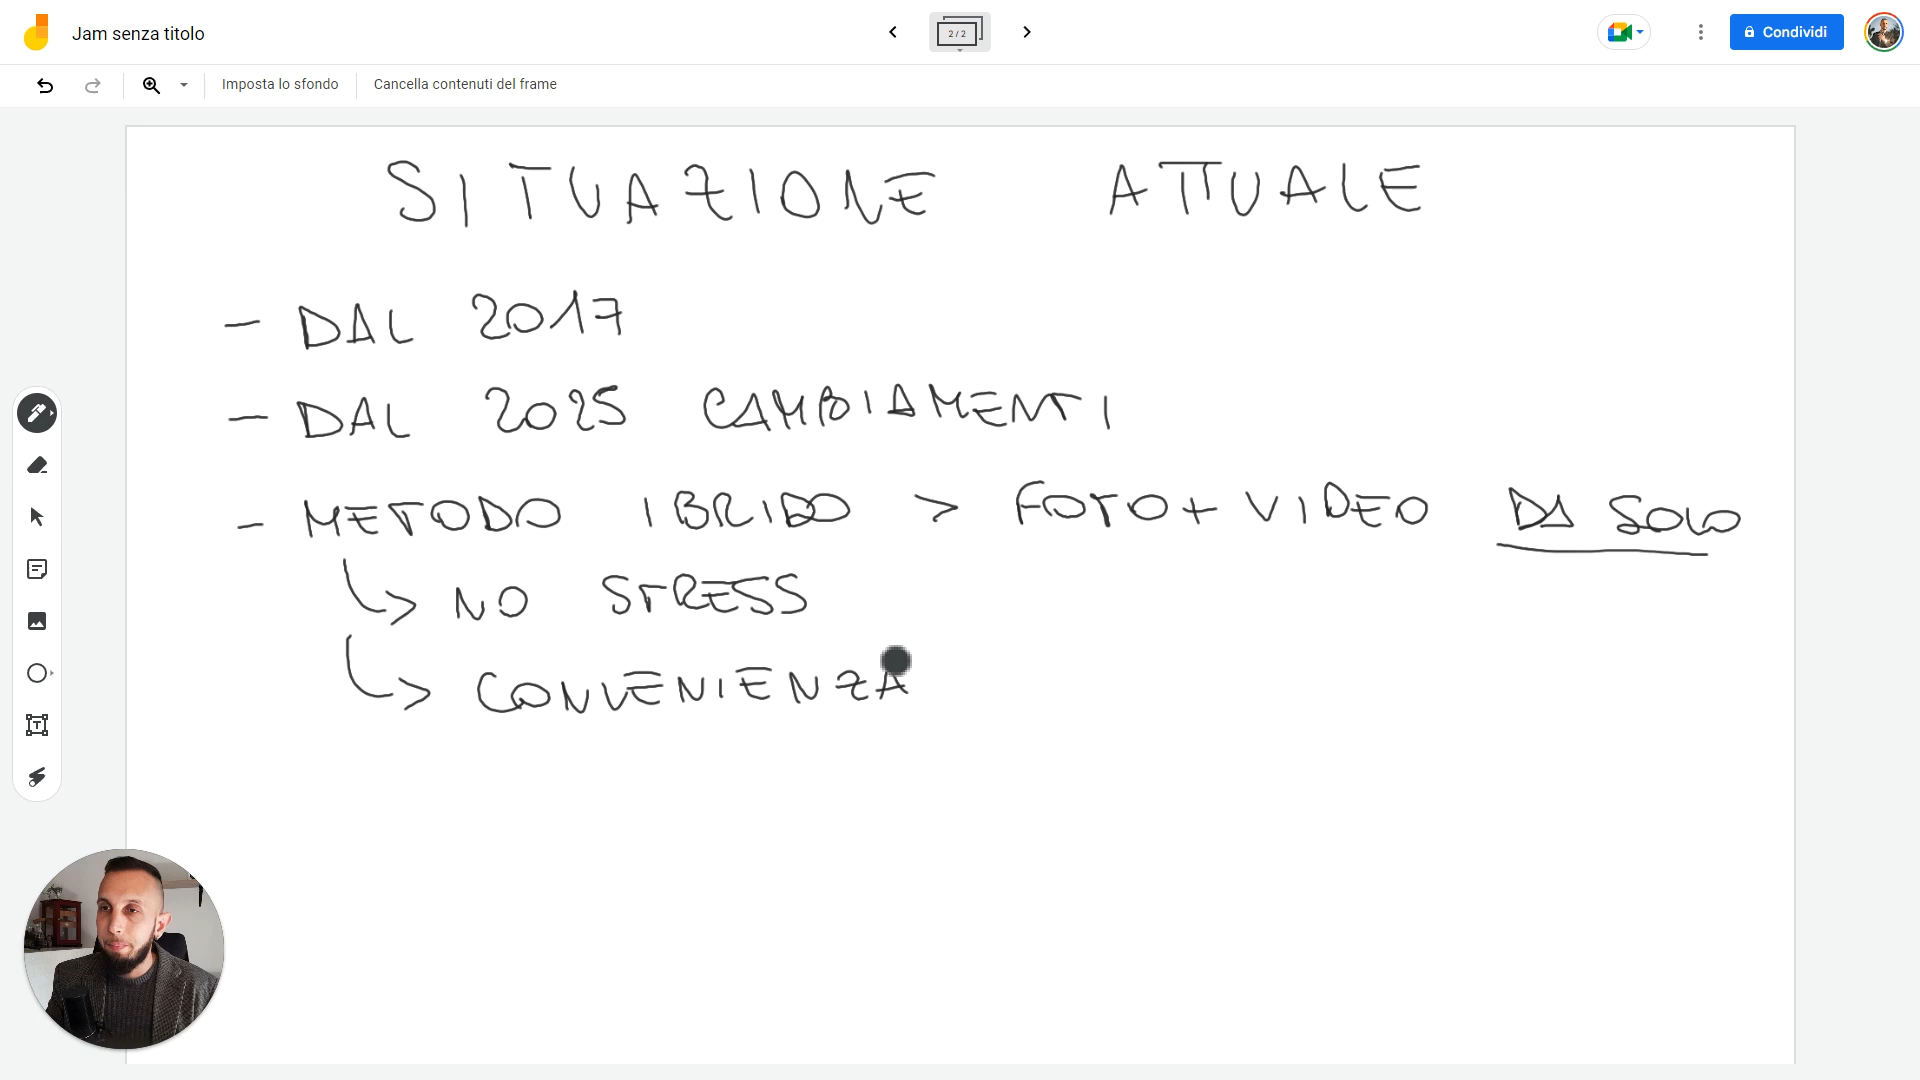 Jam senza titolo
2 / 2
Condividi
Imposta lo sfondo
Cancella contenuti del frame
SITUAZIONE ATTUALE
- DAL 2017
- DAL 2025 CAMBIAMENTI
- METODO IBRIDO > FOTO + VIDEO DA SOLO
↳ NO STRESS
↳ CONVENIENZA